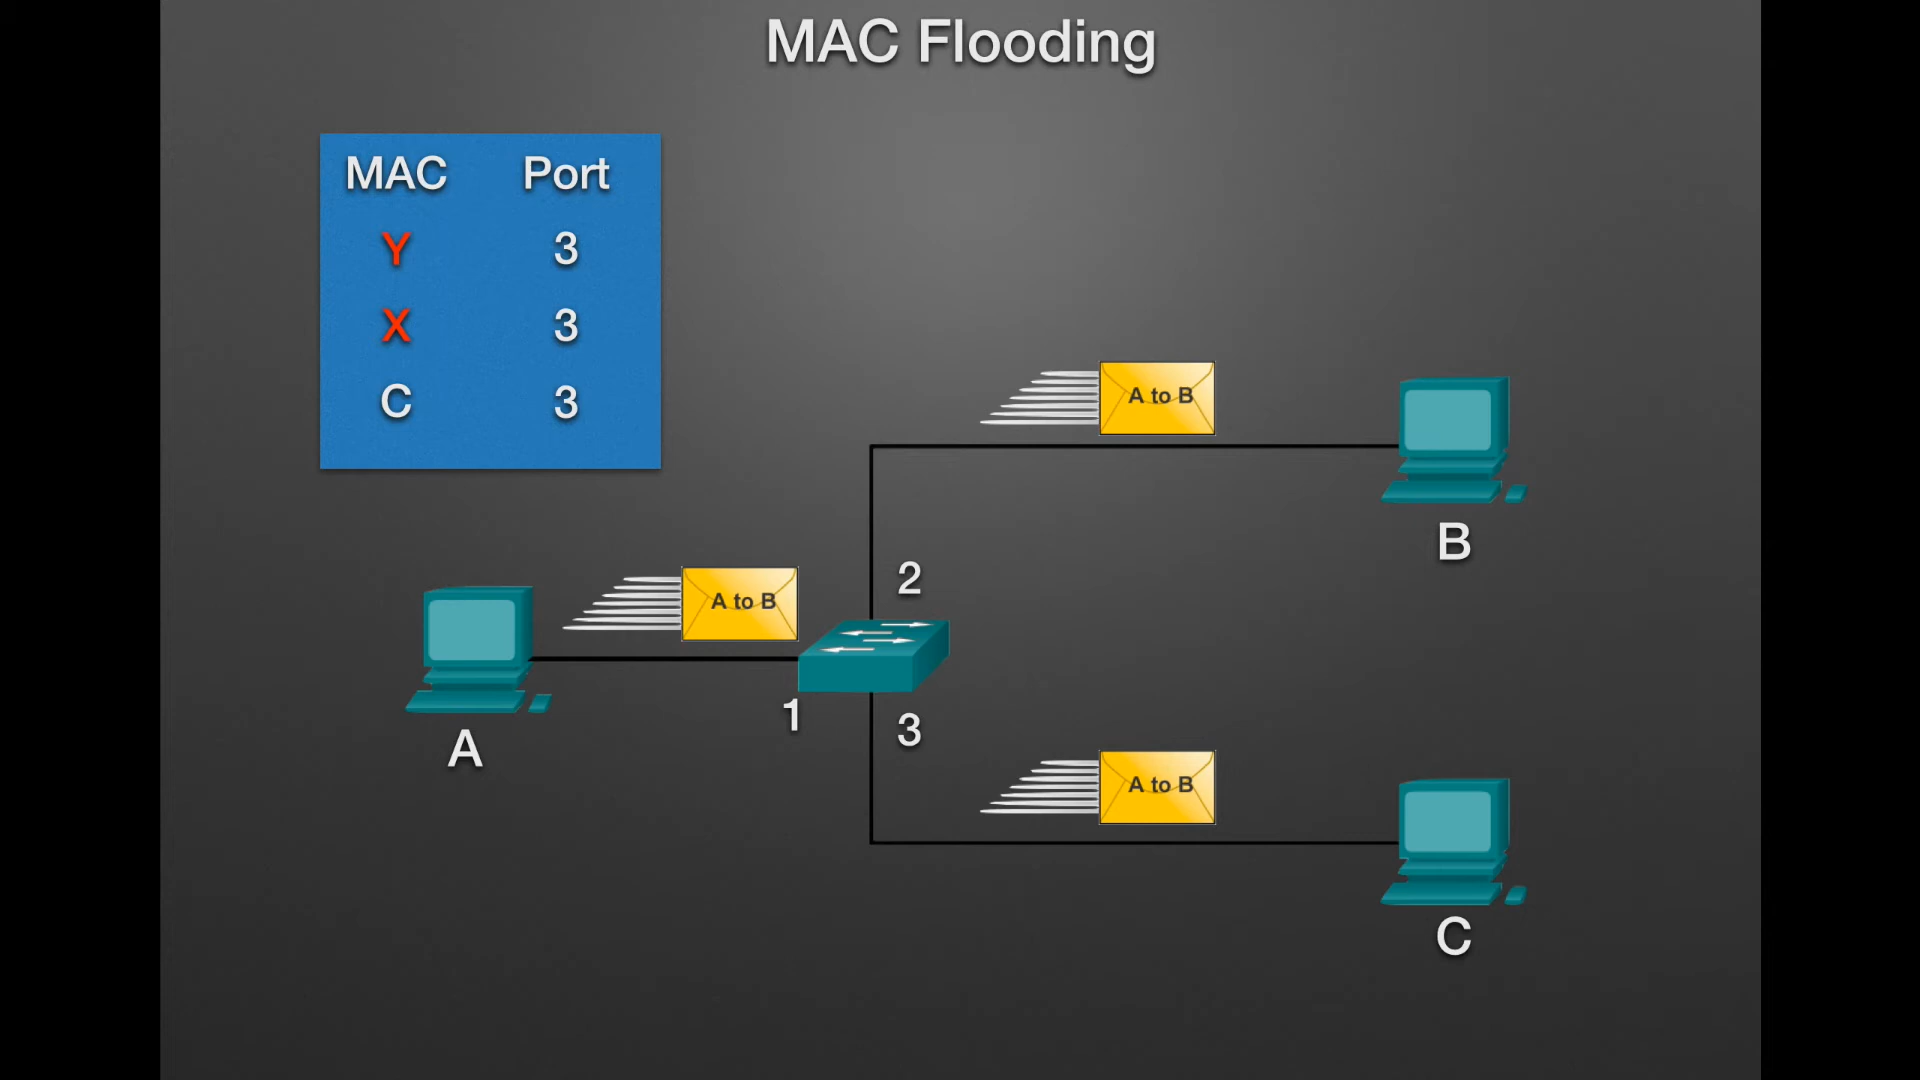 MAC Flooding
MAC Port
Y 3
X 3
C 3
A to B
B
2
A to B
1
3
A
A to B
C